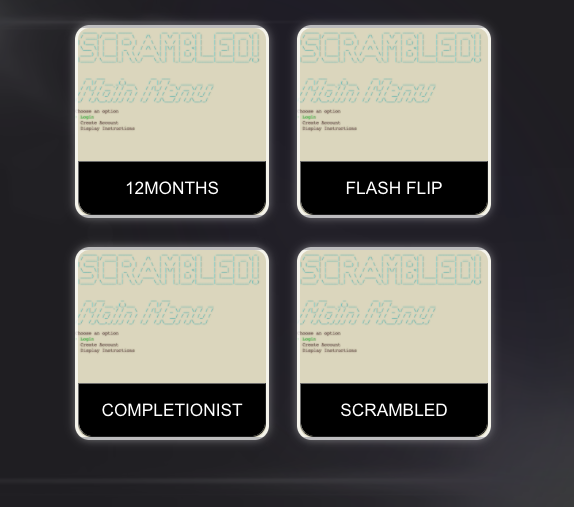 SCRAMBLED!
Main Menu
Choose an option
Login
Create Account
Display Instructions
12MONTHS
SCRAMBLED!
Main Menu
Choose an option
Login
Create Account
Display Instructions
FLASH FLIP
SCRAMBLED!
Main Menu
Choose an option
Login
Create Account
Display Instructions
COMPLETIONIST
SCRAMBLED!
Main Menu
Choose an option
Login
Create Account
Display Instructions
SCRAMBLED